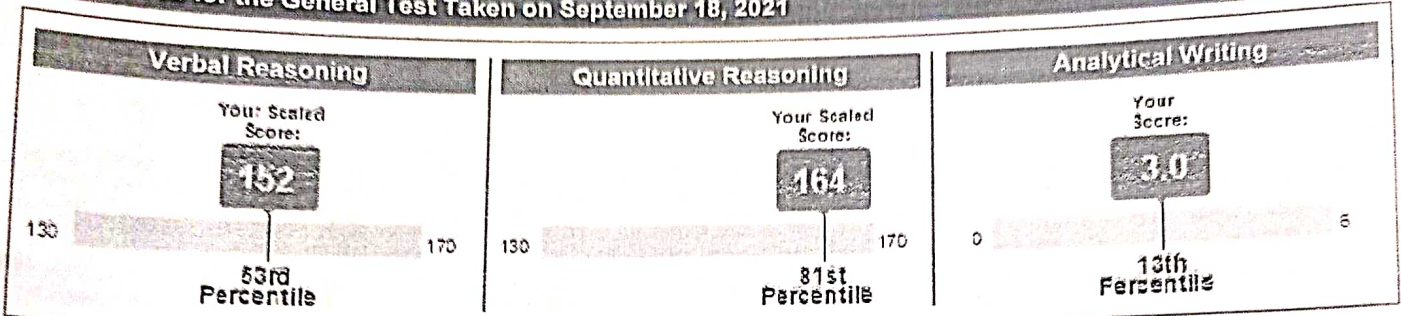 for the General Test Taken on September 18, 2021
Verbal Reasoning
Your Scaled
Score:
152
130
170
53rd
Percentile
Quantitative Reasoning
Your Scaled
Score:
164
130
170
81st
Percentile
Analytical Writing
Your
Score:
3.0
0
6
13th
Percentile